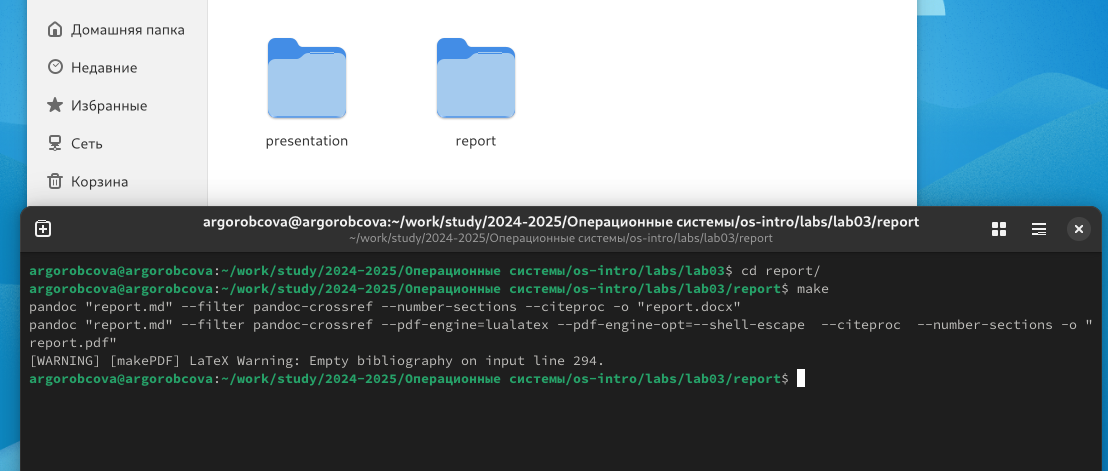 Домашняя папка
Недавние
Избранные
Сеть
Корзина
presentation
report
argorobcova@argorobcova:~/work/study/2024-2025/Операционные системы/os-intro/labs/lab03/report
~/work/study/2024-2025/Операционные системы/os-intro/labs/lab03/report
argorobcova@argorobcova:~/work/study/2024-2025/Операционные системы/os-intro/labs/lab03$ cd report/
argorobcova@argorobcova:~/work/study/2024-2025/Операционные системы/os-intro/labs/lab03/report$ make
pandoc "report.md" --filter pandoc-crossref --number-sections --citeproc -o "report.docx"
pandoc "report.md" --filter pandoc-crossref --pdf-engine=lualatex --pdf-engine-opt=--shell-escape  --citeproc  --number-sections -o "
report.pdf"
[WARNING] [makePDF] LaTeX Warning: Empty bibliography on input line 294.
argorobcova@argorobcova:~/work/study/2024-2025/Операционные системы/os-intro/labs/lab03/report$